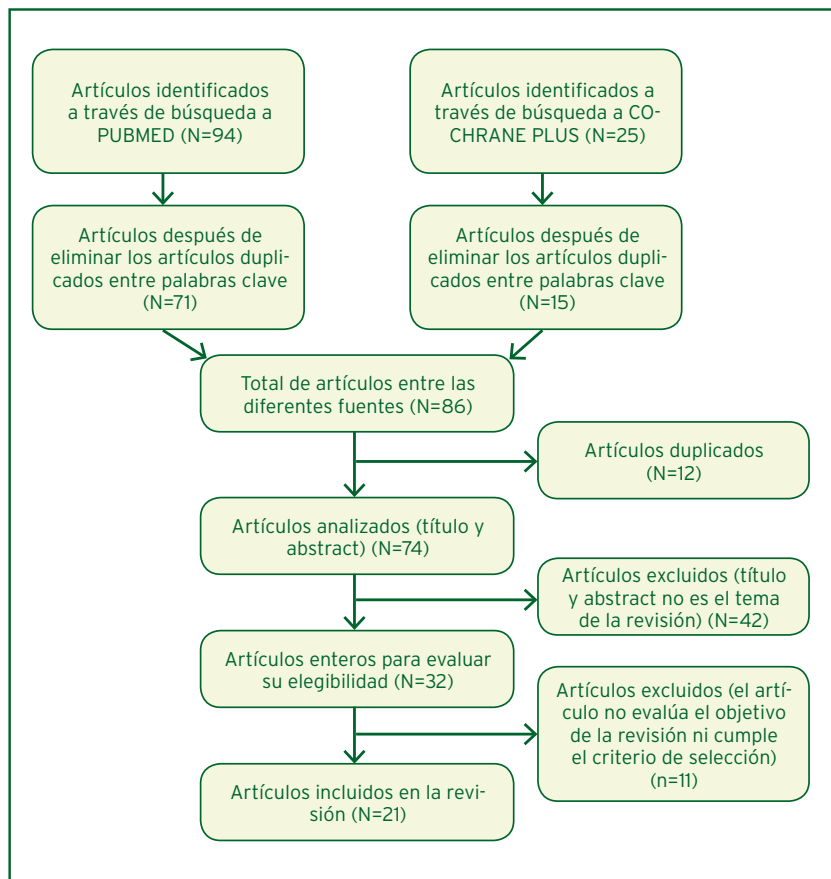 Artículos identificados
a través de búsqueda a
PUBMED (N=94)
Artículos identificados a
través de búsqueda a CO-
CHRANE PLUS (N=25)
Artículos después de
eliminar los artículos dupli-
cados entre palabras clave
(N=71)
Artículos después de
eliminar los artículos dupli-
cados entre palabras clave
(N=15)
Total de artículos entre las
diferentes fuentes (N=86)
Artículos duplicados
(N=12)
Artículos analizados (título y
abstract) (N=74)
Artículos excluidos (título
y abstract no es el tema
de la revisión) (N=42)
Artículos enteros para evaluar
su elegibilidad (N=32)
Artículos excluidos (el artí-
culo no evalúa el objetivo
de la revisión ni cumple
el criterio de selección)
(n=11)
Artículos incluidos en la revi-
sión (N=21)